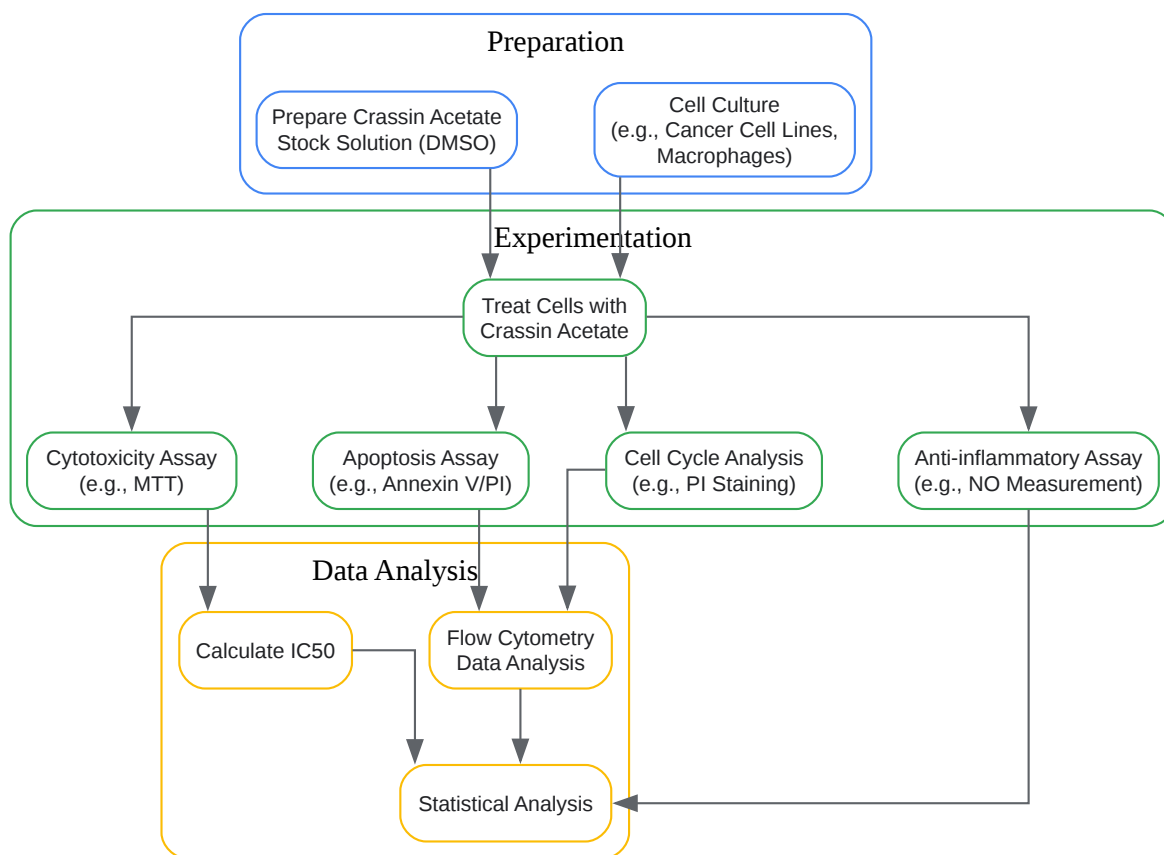 Preparation
Prepare Crassin Acetate
Stock Solution (DMSO)
Cell Culture
(e.g., Cancer Cell Lines,
Macrophages)
Experimentation
Treat Cells with
Crassin Acetate
Cytotoxicity Assay
(e.g., MTT)
Apoptosis Assay
(e.g., Annexin V/PI)
Cell Cycle Analysis
(e.g., PI Staining)
Anti-inflammatory Assay
(e.g., NO Measurement)
Data Analysis
Calculate IC50
Flow Cytometry
Data Analysis
Statistical Analysis